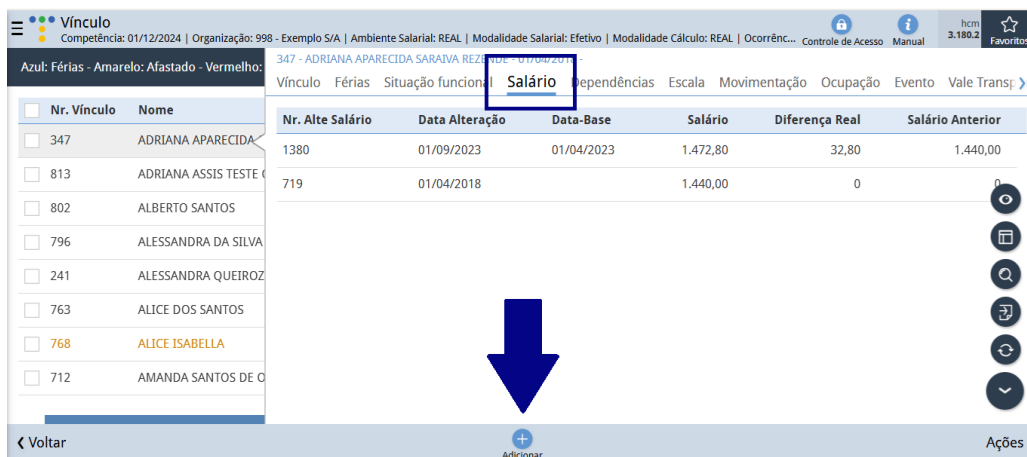 Vínculo
Competência: 01/12/2024 | Organização: 998 - Exemplo S/A | Ambiente Salarial: REAL | Modalidade Salarial: Efetivo | Modalidade Cálculo: REAL | Ocorrênc...
Controle de Acesso
Manual
hcm
3.180.2
Favoritos
Azul: Férias - Amarelo: Afastado - Vermelho:
347 - ADRIANA APARECIDA SARAIVA REZENDE - 01/04/2018 -
Vínculo Férias Situação funcional Salário Dependências Escala Movimentação Ocupação Evento Vale Transp
Nr. Vínculo Nome
347 ADRIANA APARECIDA
813 ADRIANA ASSIS TESTE
802 ALBERTO SANTOS
796 ALESSANDRA DA SILVA
241 ALESSANDRA QUEIROZ
763 ALICE DOS SANTOS
768 ALICE ISABELLA
712 AMANDA SANTOS DE O
Nr. Alte Salário Data Alteração Data-Base Salário Diferença Real Salário Anterior
1380 01/09/2023 01/04/2023 1.472,80 32,80 1.440,00
719 01/04/2018 1.440,00 0 0
Voltar
Adicionar
Ações